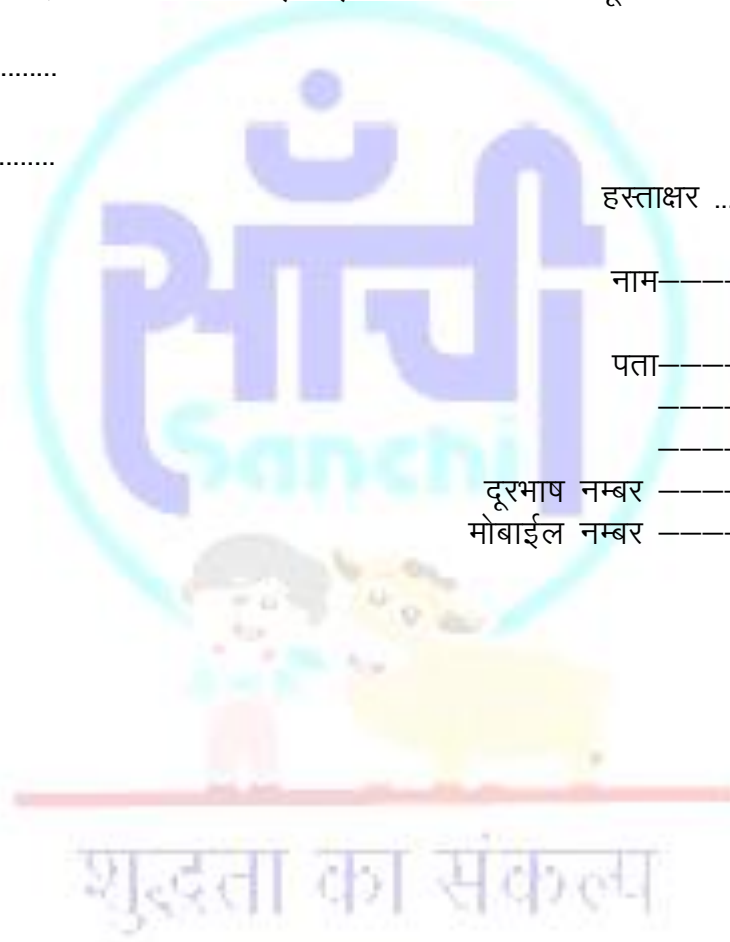 ........
........
साँची
हस्ताक्षर ..
नाम————
पता————
————
Sanchi
————
दूरभाष नम्बर ————
मोबाईल नम्बर ————
शुद्धता का संकल्प